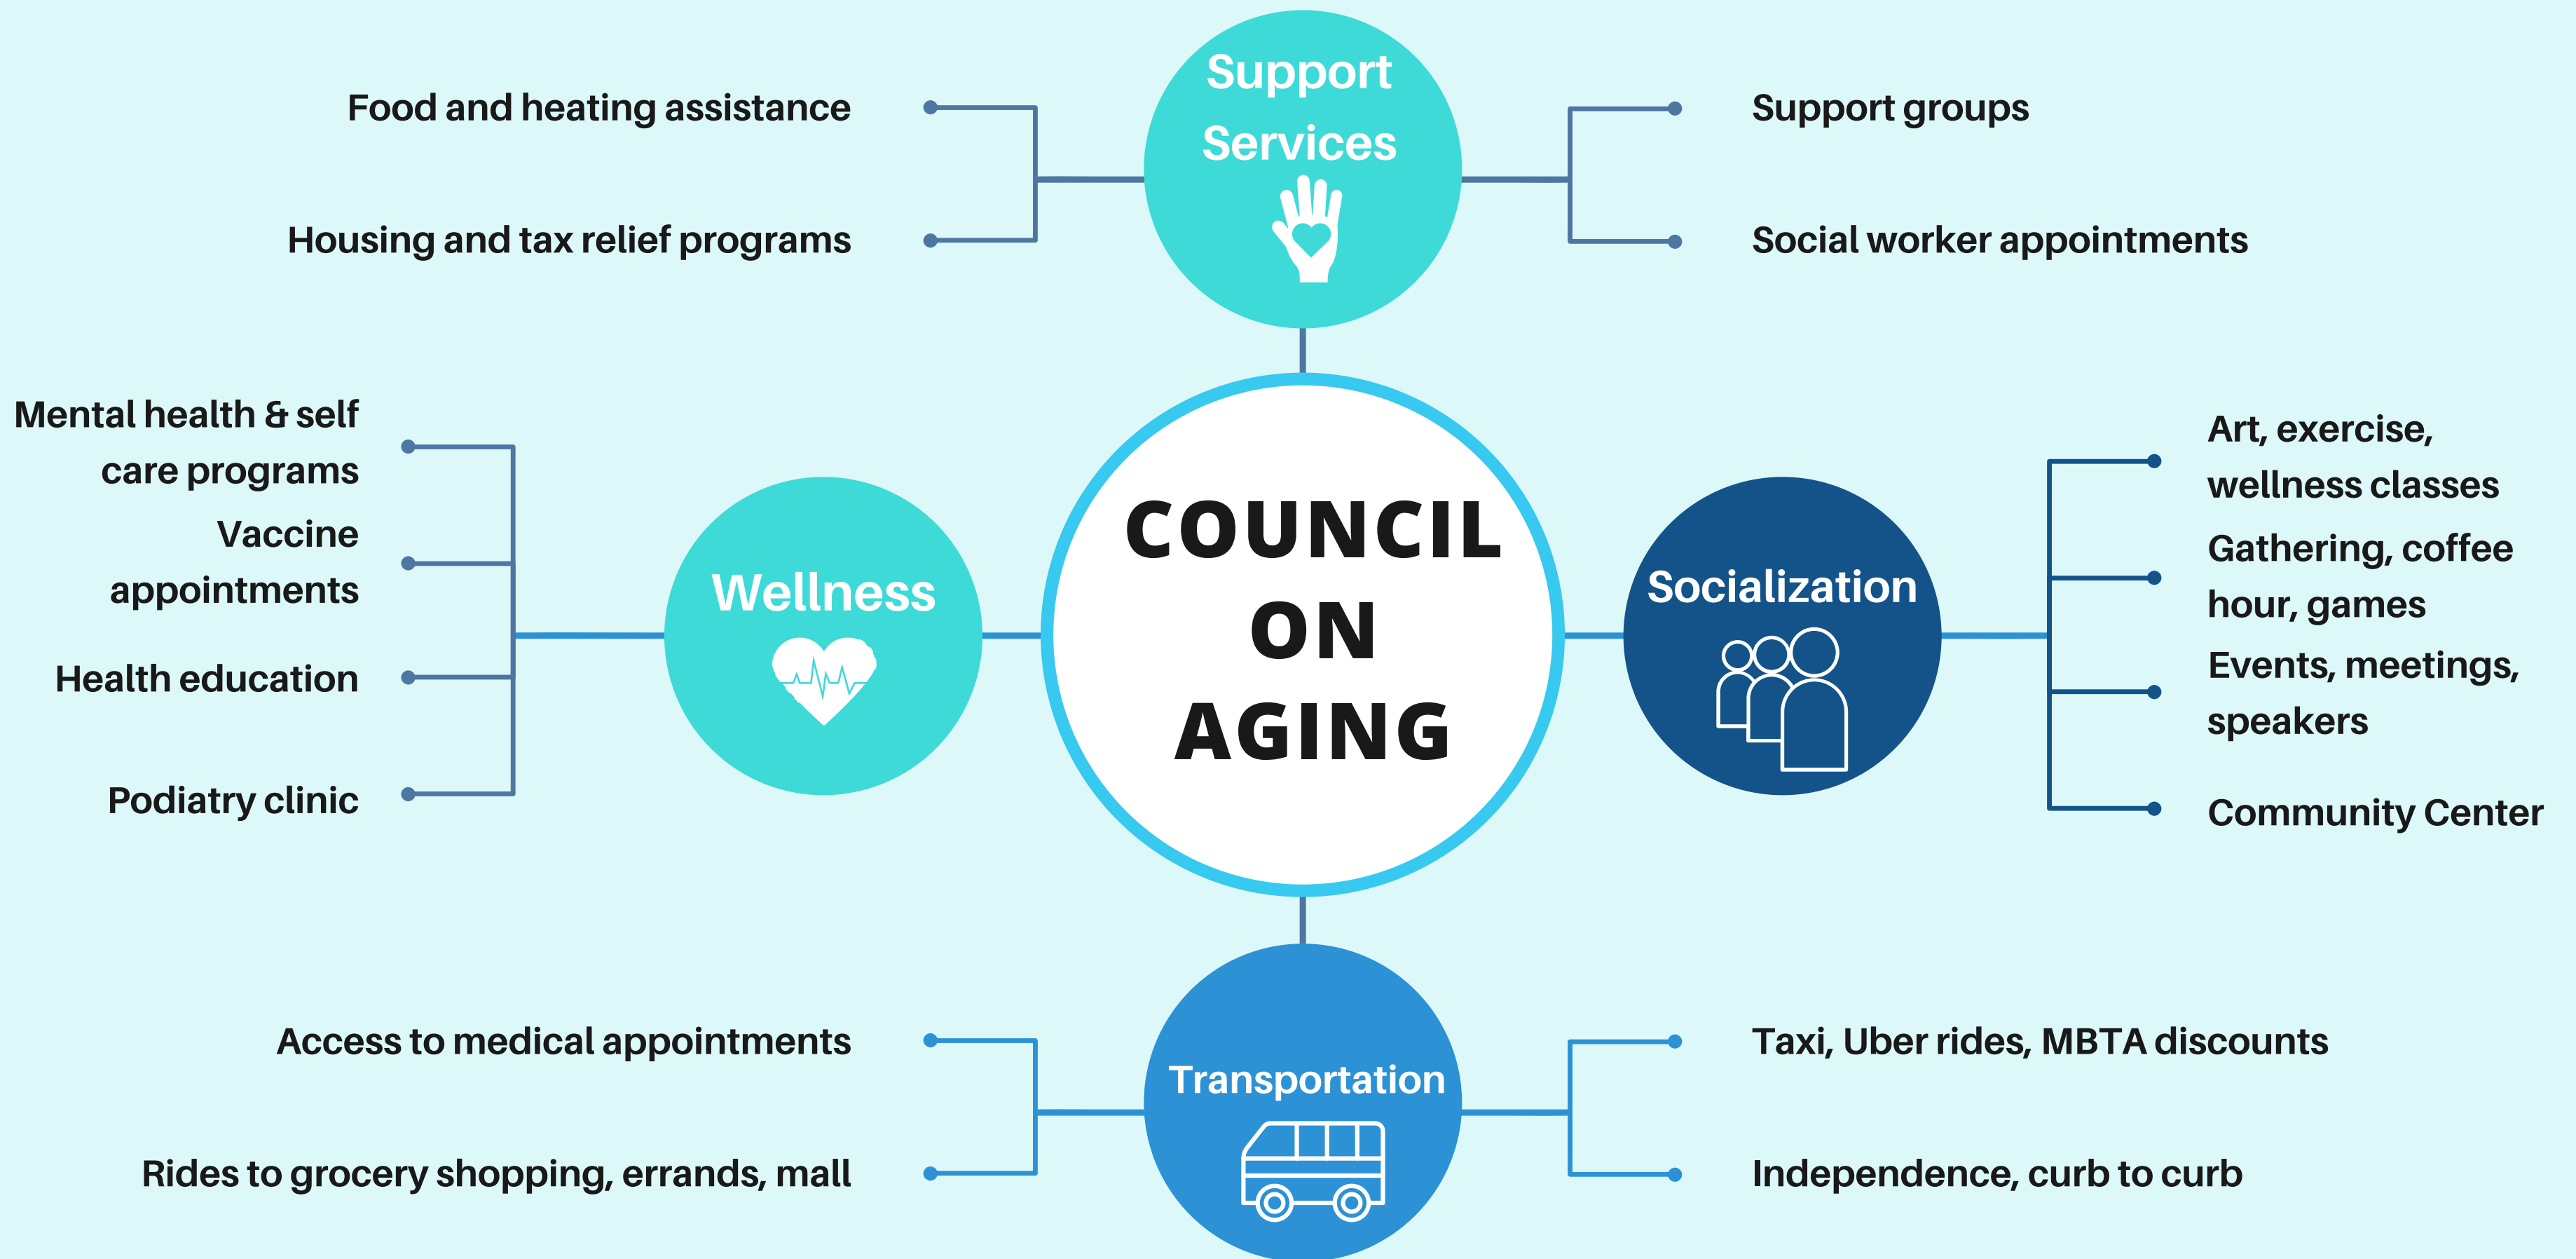 Support
Services
Food and heating assistance
Housing and tax relief programs
Support groups
Social worker appointments
COUNCIL
ON
AGING
Wellness
Mental health & self
care programs
Vaccine
appointments
Health education
Podiatry clinic
Socialization
Art, exercise,
wellness classes
Gathering, coffee
hour, games
Events, meetings,
speakers
Community Center
Transportation
Access to medical appointments
Rides to grocery shopping, errands, mall
Taxi, Uber rides, MBTA discounts
Independence, curb to curb